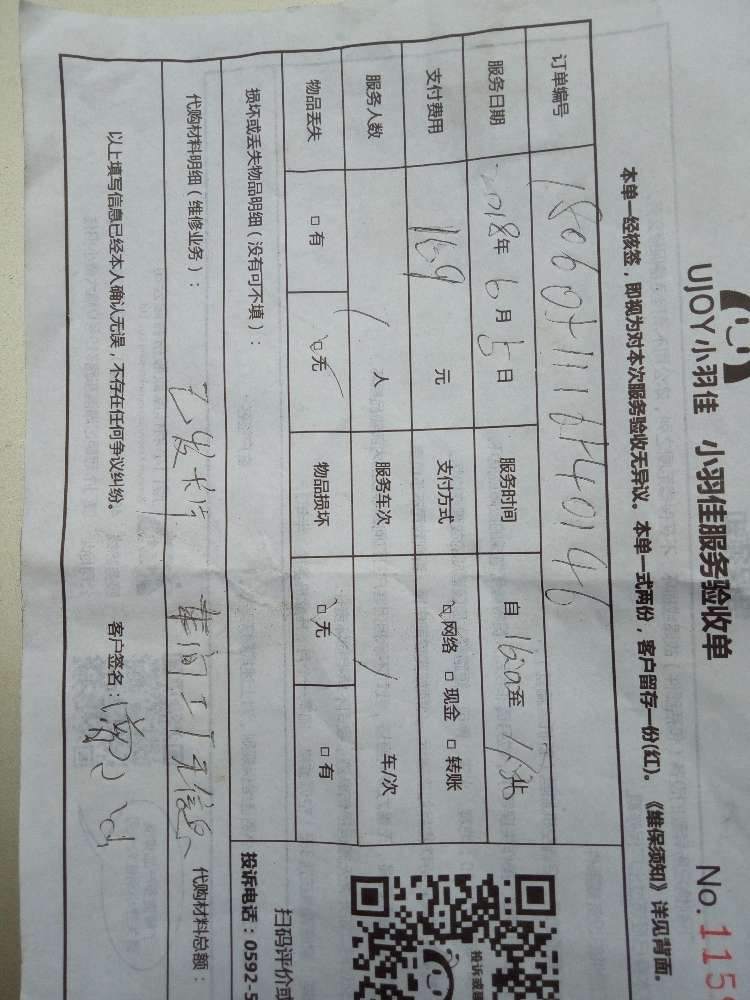 UJOY小羽佳 小羽佳服务验收单 No.115
本单一经核签，即视为对本次服务验收无异议。本单一式两份，客户留存一份(红)。《维保须知》详见背面。
订单编号
服务日期 2018年6月5日 服务时间 自 至
支付费用 169 元 支付方式 □网络 □现金 □转账
服务人数 1 人 服务车次 1 车/次
物品丢失 □有 □无 物品损坏 □无 □有
损坏或丢失物品明细（没有可不填）：
代购材料明细（维修业务）： 代购材料总额：
以上填写信息已经本人确认无误，不存在任何争议纠纷。 客户签名：
投诉或
扫码评价或
投诉电话：0592-5